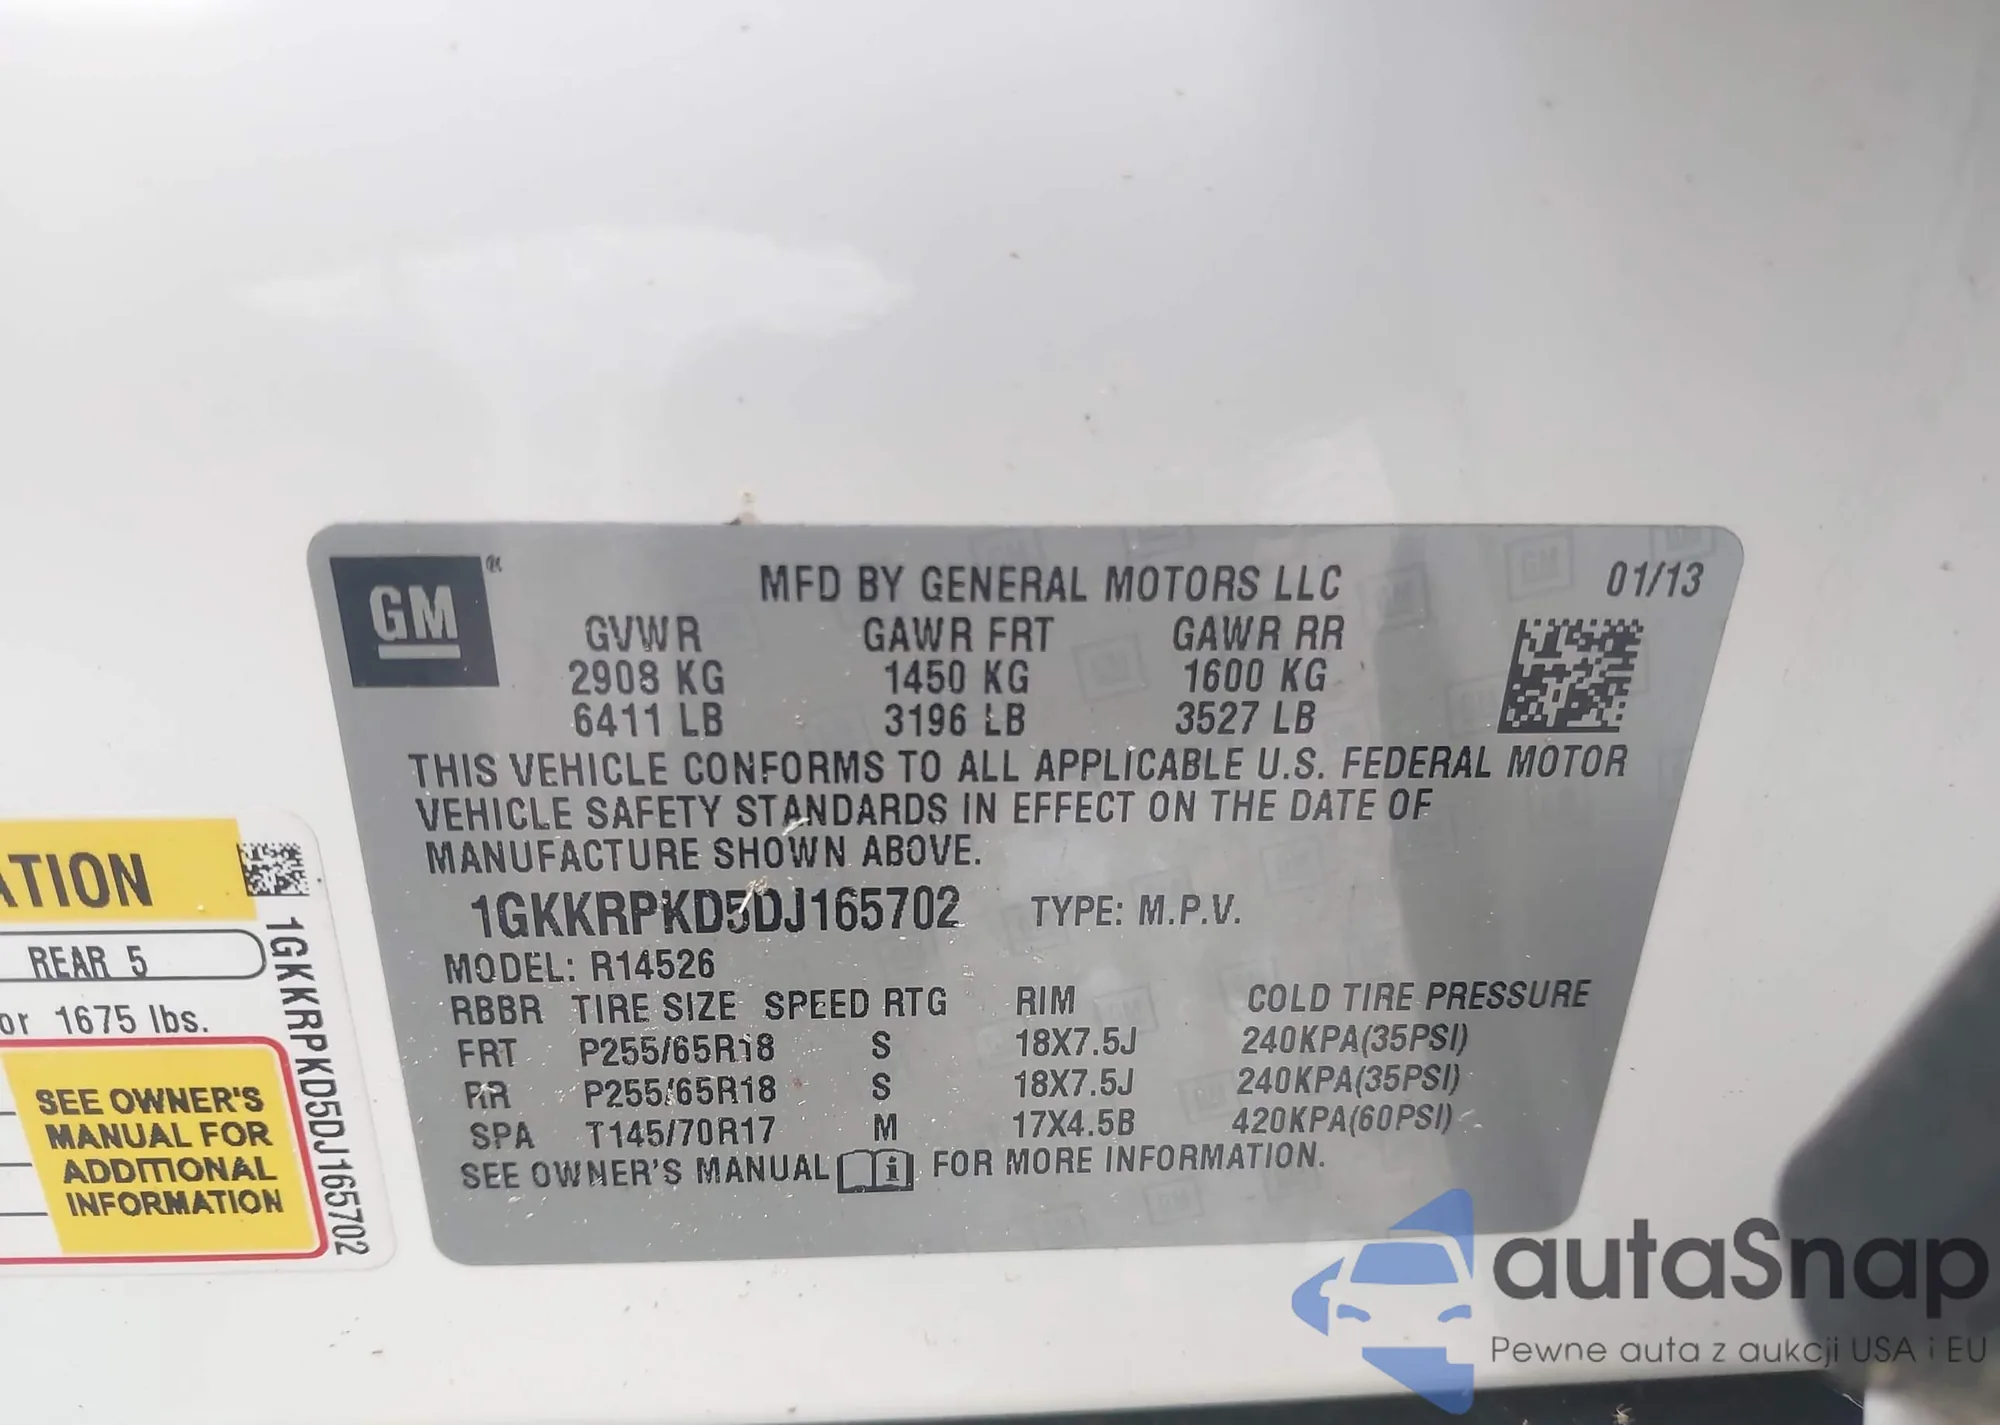 GM ®
MFD BY GENERAL MOTORS LLC 01/13
GVWR GAWR FRT GAWR RR
2908 KG 1450 KG 1600 KG
6411 LB 3196 LB 3527 LB
THIS VEHICLE CONFORMS TO ALL APPLICABLE U.S. FEDERAL MOTOR
VEHICLE SAFETY STANDARDS IN EFFECT ON THE DATE OF
MANUFACTURE SHOWN ABOVE.
1GKKRPKD5DJ165702 TYPE: M.P.V.
MODEL: R14526
RBBR TIRE SIZE SPEED RTG RIM COLD TIRE PRESSURE
FRT P255/65R18 S 18X7.5J 240KPA(35PSI)
RR P255/65R18 S 18X7.5J 240KPA(35PSI)
SPA T145/70R17 M 17X4.5B 420KPA(60PSI)
SEE OWNER'S MANUAL i FOR MORE INFORMATION.
ATION
REAR 5
or 1675 lbs.
SEE OWNER'S
MANUAL FOR
ADDITIONAL
INFORMATION
1GKKRPKD5DJ165702
autaSnap
Pewne auta z aukcji USA i EU